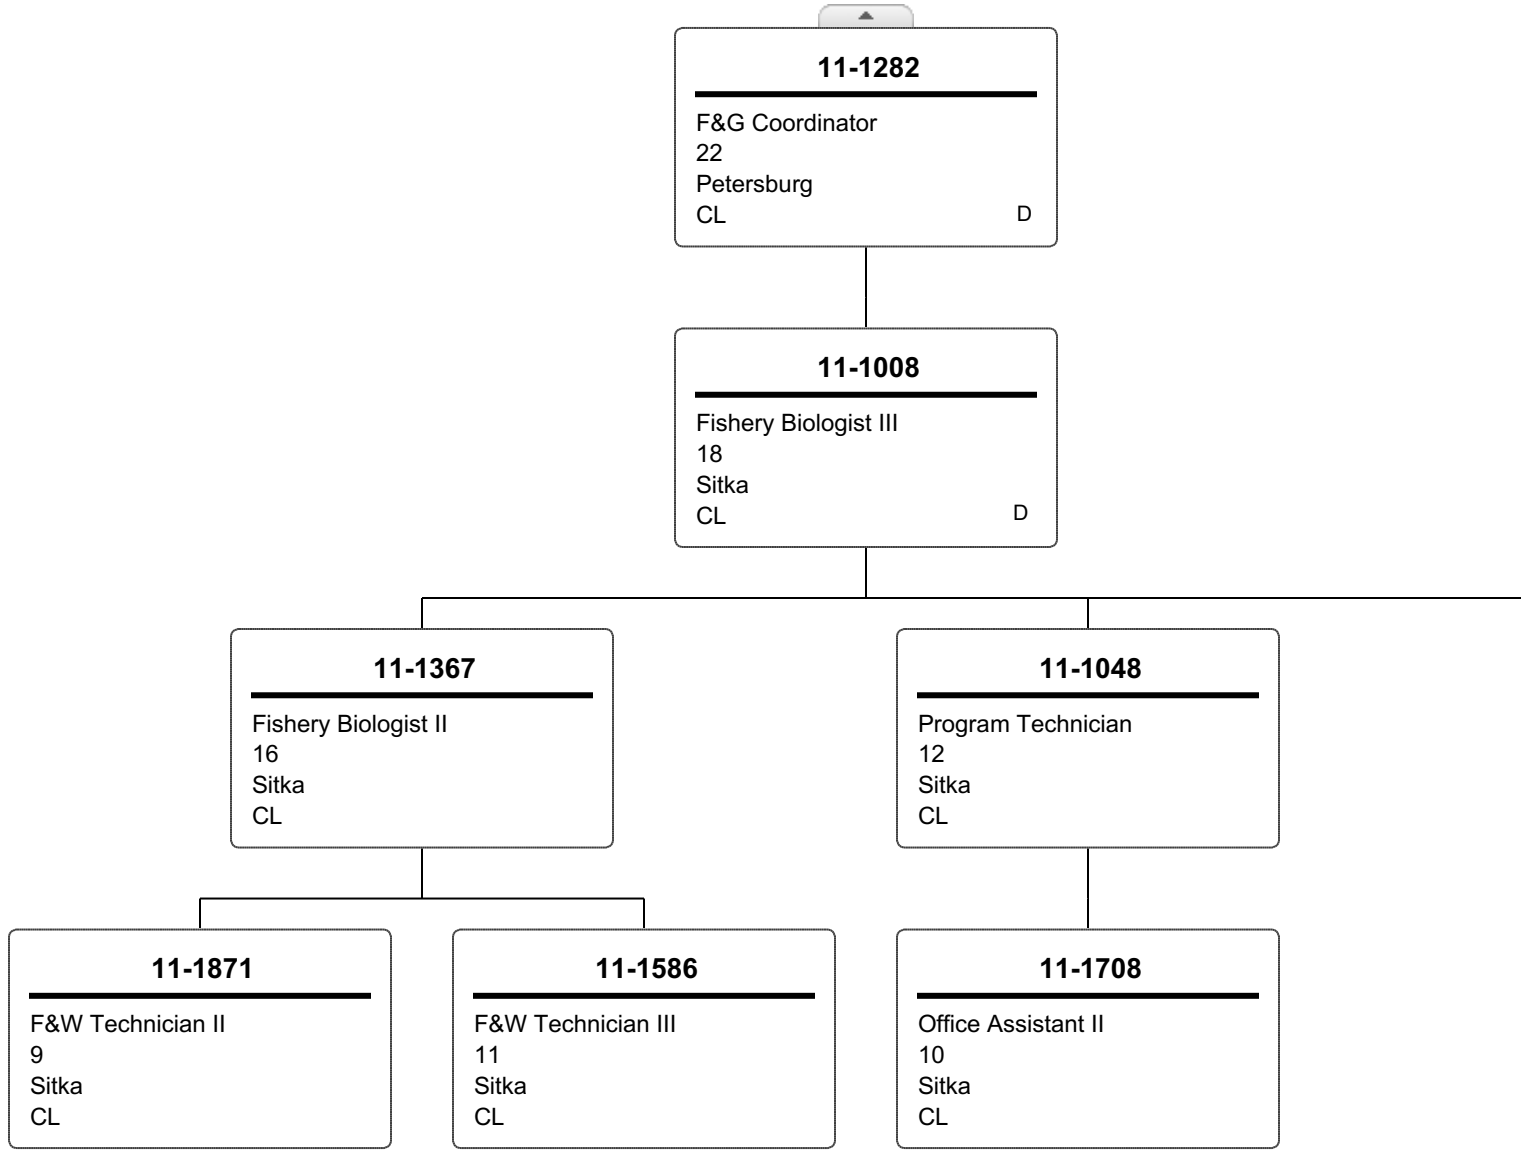 11-1282
F&G Coordinator
22
Petersburg
CL D
11-1008
Fishery Biologist III
18
Sitka
CL D
11-1367
Fishery Biologist II
16
Sitka
CL
11-1048
Program Technician
12
Sitka
CL
11-1871
F&W Technician II
9
Sitka
CL
11-1586
F&W Technician III
11
Sitka
CL
11-1708
Office Assistant II
10
Sitka
CL